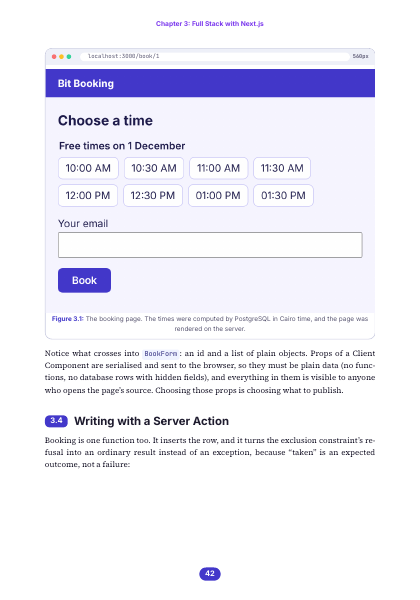 Chapter 3: Full Stack with Next.js
localhost:3000/book/1
560px
Bit Booking
Choose a time
Free times on 1 December
10:00 AM 10:30 AM 11:00 AM 11:30 AM
12:00 PM 12:30 PM 01:00 PM 01:30 PM
Your email
Book
Figure 3.1: The booking page. The times were computed by PostgreSQL in Cairo time, and the page was
rendered on the server.
Notice what crosses into BookForm: an id and a list of plain objects. Props of a Client
Component are serialised and sent to the browser, so they must be plain data (no func-
tions, no database rows with hidden fields), and everything in them is visible to anyone
who opens the page's source. Choosing those props is choosing what to publish.
3.4 Writing with a Server Action
Booking is one function too. It inserts the row, and it turns the exclusion constraint's re-
fusal into an ordinary result instead of an exception, because “taken” is an expected
outcome, not a failure:
42